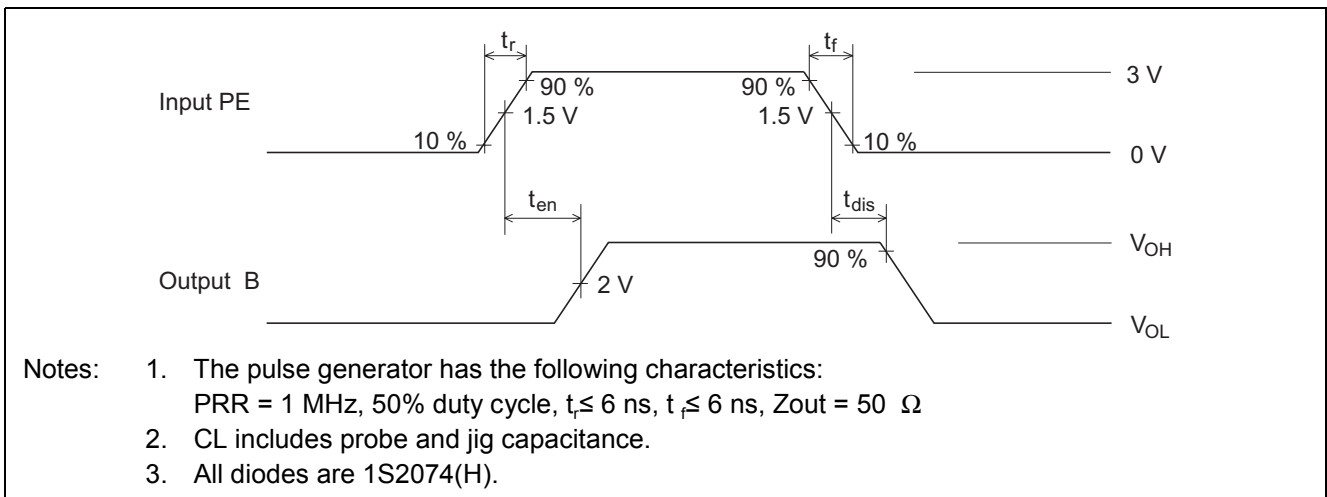 tr
tf
3 V
90 %
90 %
Input PE
1.5 V
1.5 V
10 %
10 %
0 V
ten
tdis
VOH
90 %
Output B
2 V
VOL
Notes: 1. The pulse generator has the following characteristics:
PRR = 1 MHz, 50% duty cycle, tr≤ 6 ns, t f≤ 6 ns, Zout = 50 Ω
2. CL includes probe and jig capacitance.
3. All diodes are 1S2074(H).